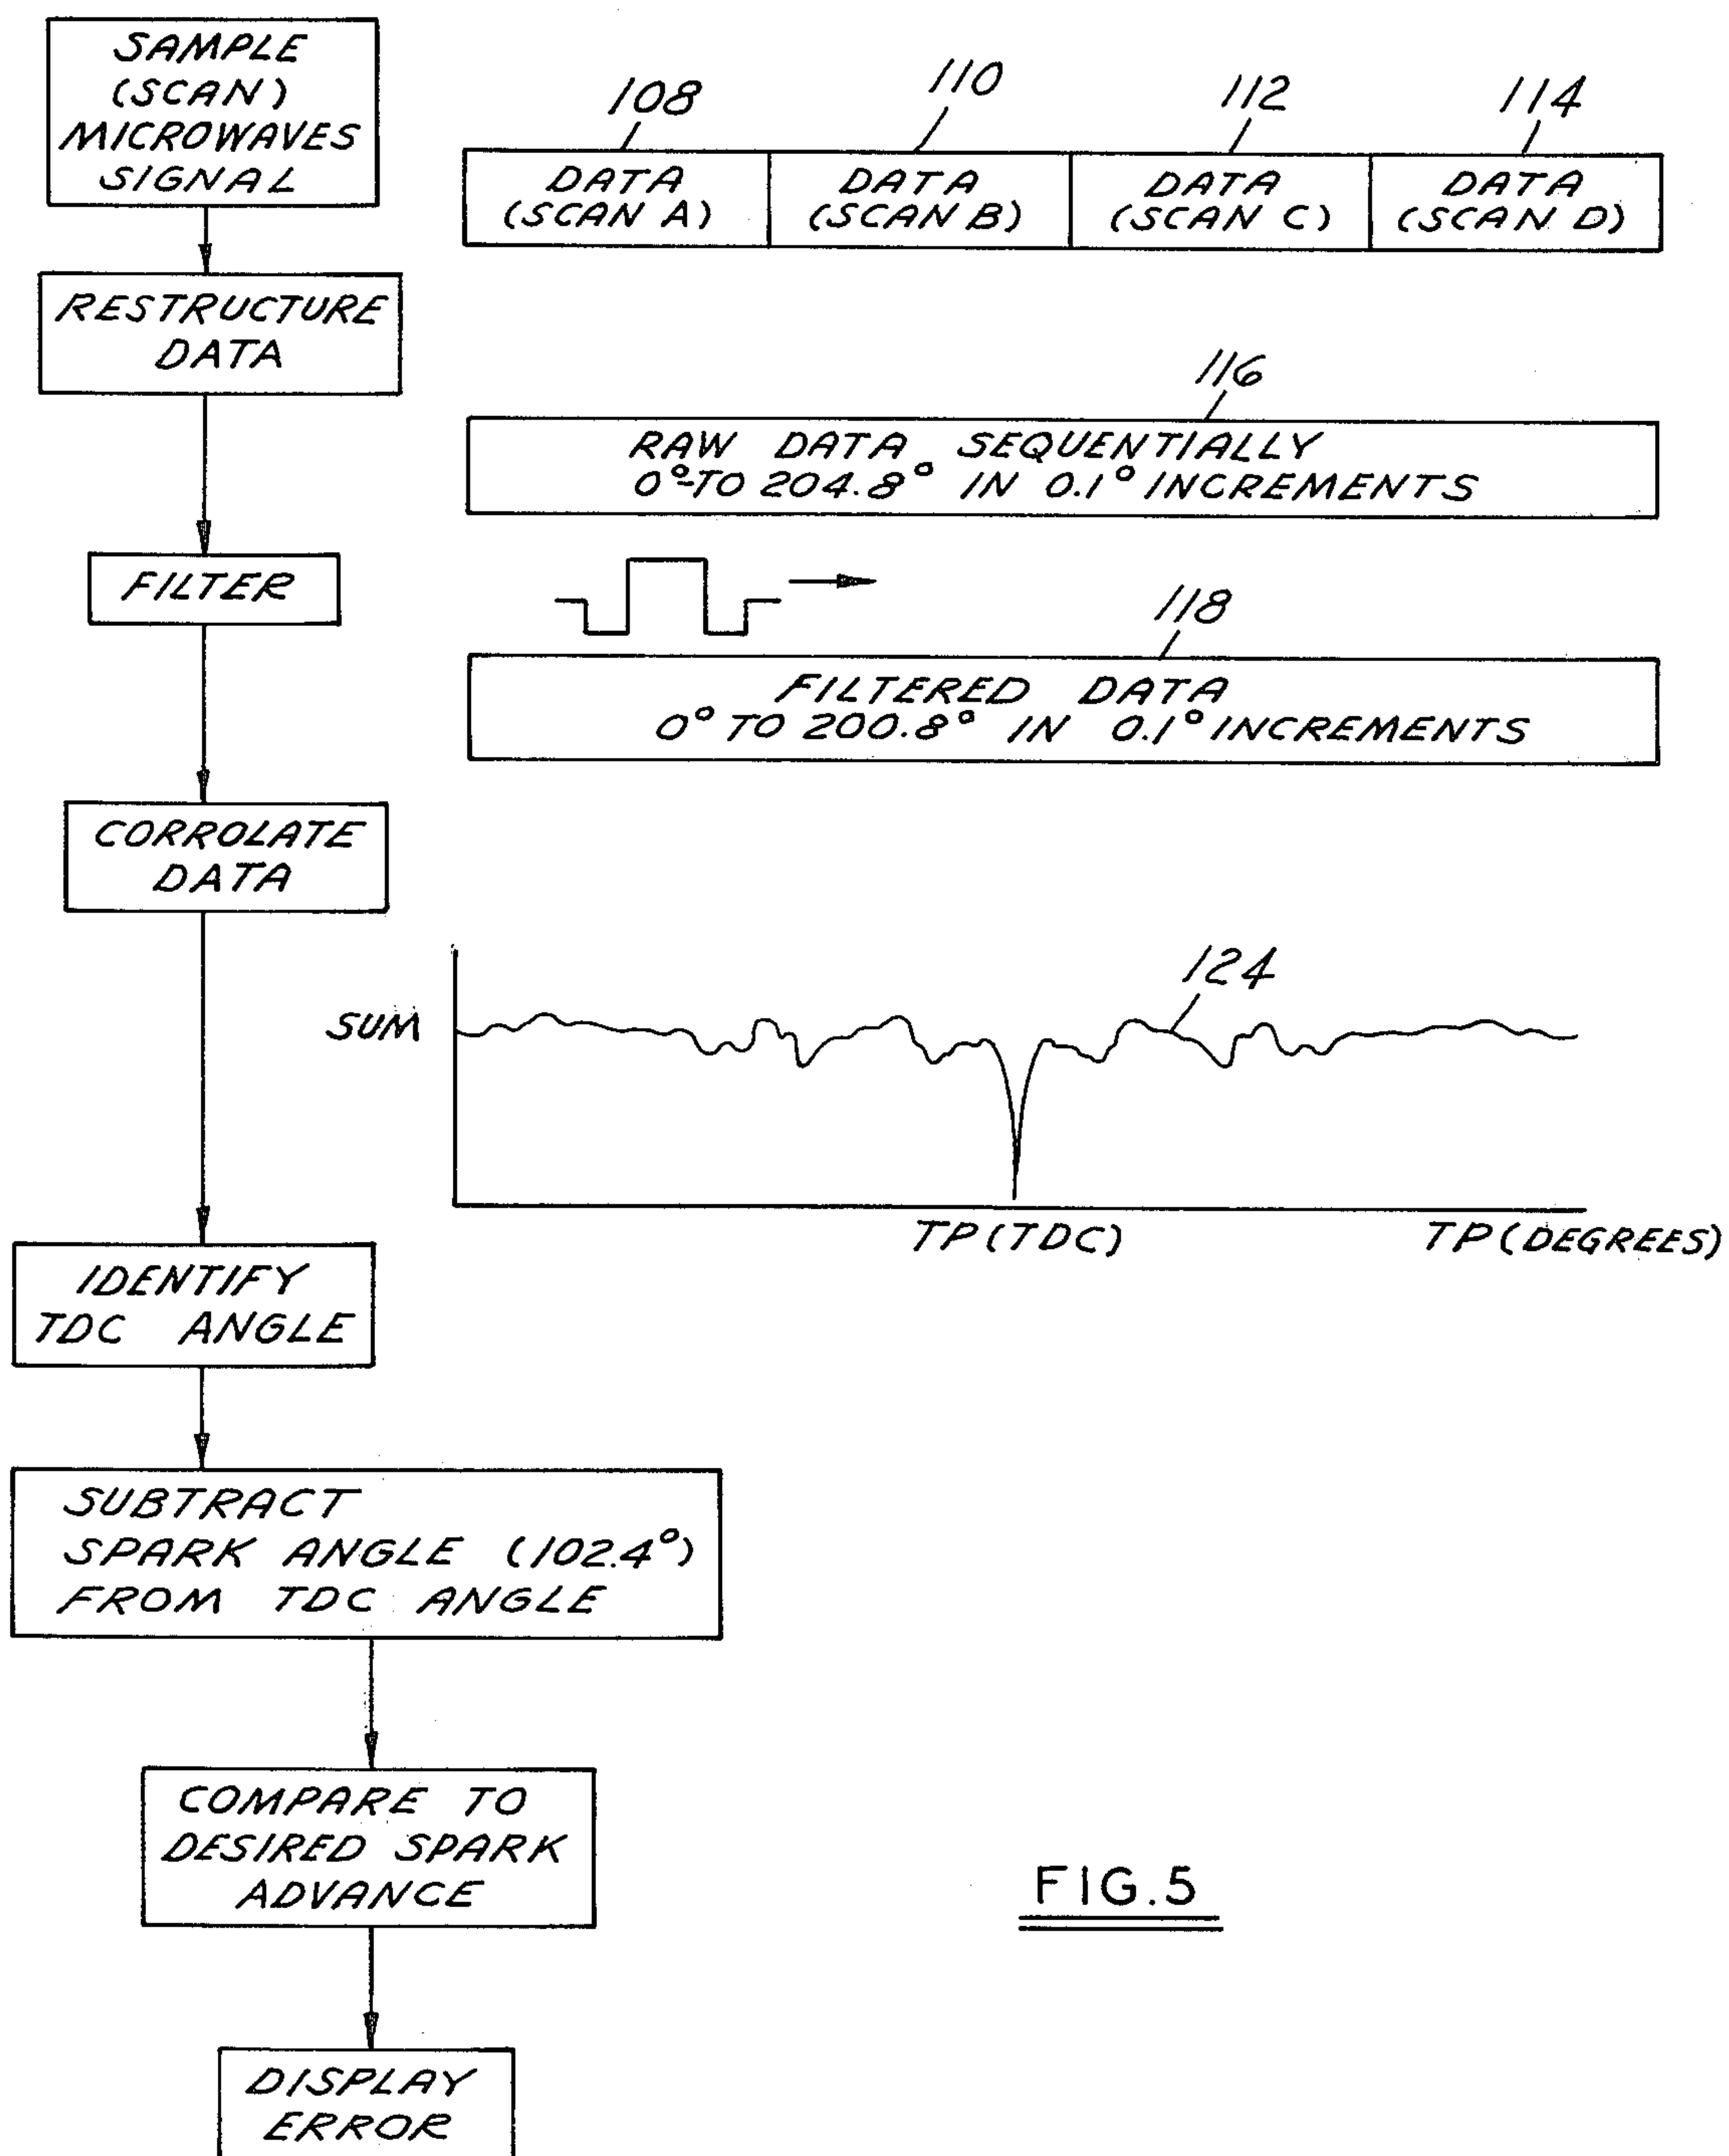 SAMPLE
(SCAN)
MICROWAVES
SIGNAL
108
110
112
114
DATA
(SCAN A)
DATA
(SCAN B)
DATA
(SCAN C)
DATA
(SCAN D)
RESTRUCTURE
DATA
116
RAW DATA SEQUENTIALLY
0°-TO 204.8° IN 0.1° INCREMENTS
FILTER
118
FILTERED DATA
0° TO 200.8° IN 0.1° INCREMENTS
CORROLATE
DATA
124
SUM
TP (TDC)
TP (DEGREES)
IDENTIFY
TDC ANGLE
SUBTRACT
SPARK ANGLE (102.4°)
FROM TDC ANGLE
COMPARE TO
DESIRED SPARK
ADVANCE
FIG.5
DISPLAY
ERROR